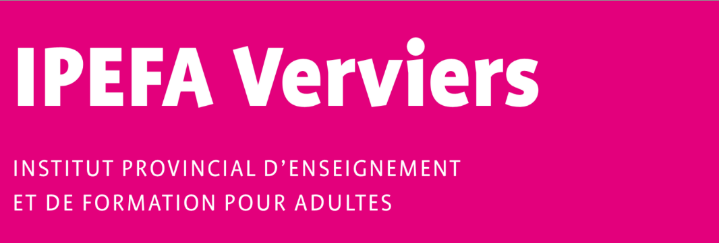 IPEFA Verviers
INSTITUT PROVINCIAL D'ENSEIGNEMENT
ET DE FORMATION POUR ADULTES